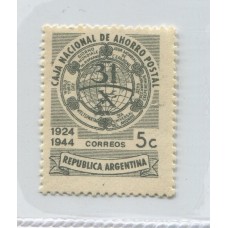 CAJA NACIONAL DE AHORRO POSTAL
31
X
1924
1944
CORREOS
5c
REPUBLICA ARGENTINA